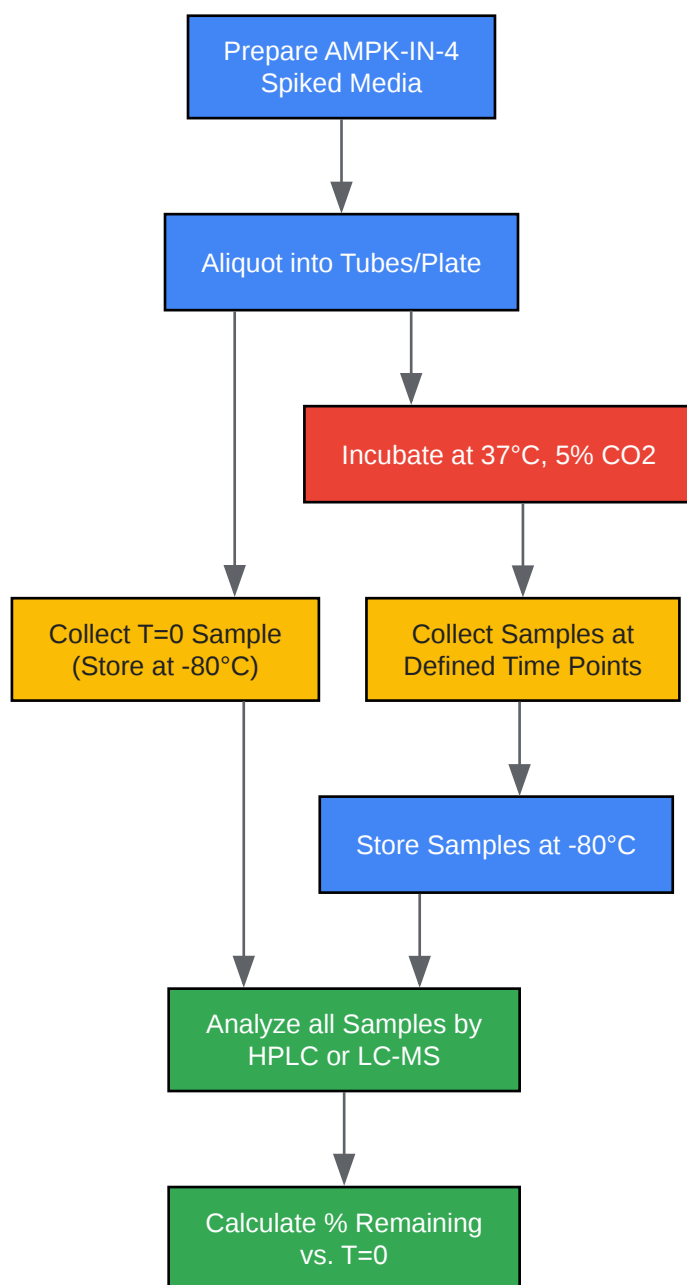 Prepare AMPK-IN-4
Spiked Media
Aliquot into Tubes/Plate
Incubate at 37°C, 5% CO2
Collect T=0 Sample
(Store at -80°C)
Collect Samples at
Defined Time Points
Store Samples at -80°C
Analyze all Samples by
HPLC or LC-MS
Calculate % Remaining
vs. T=0